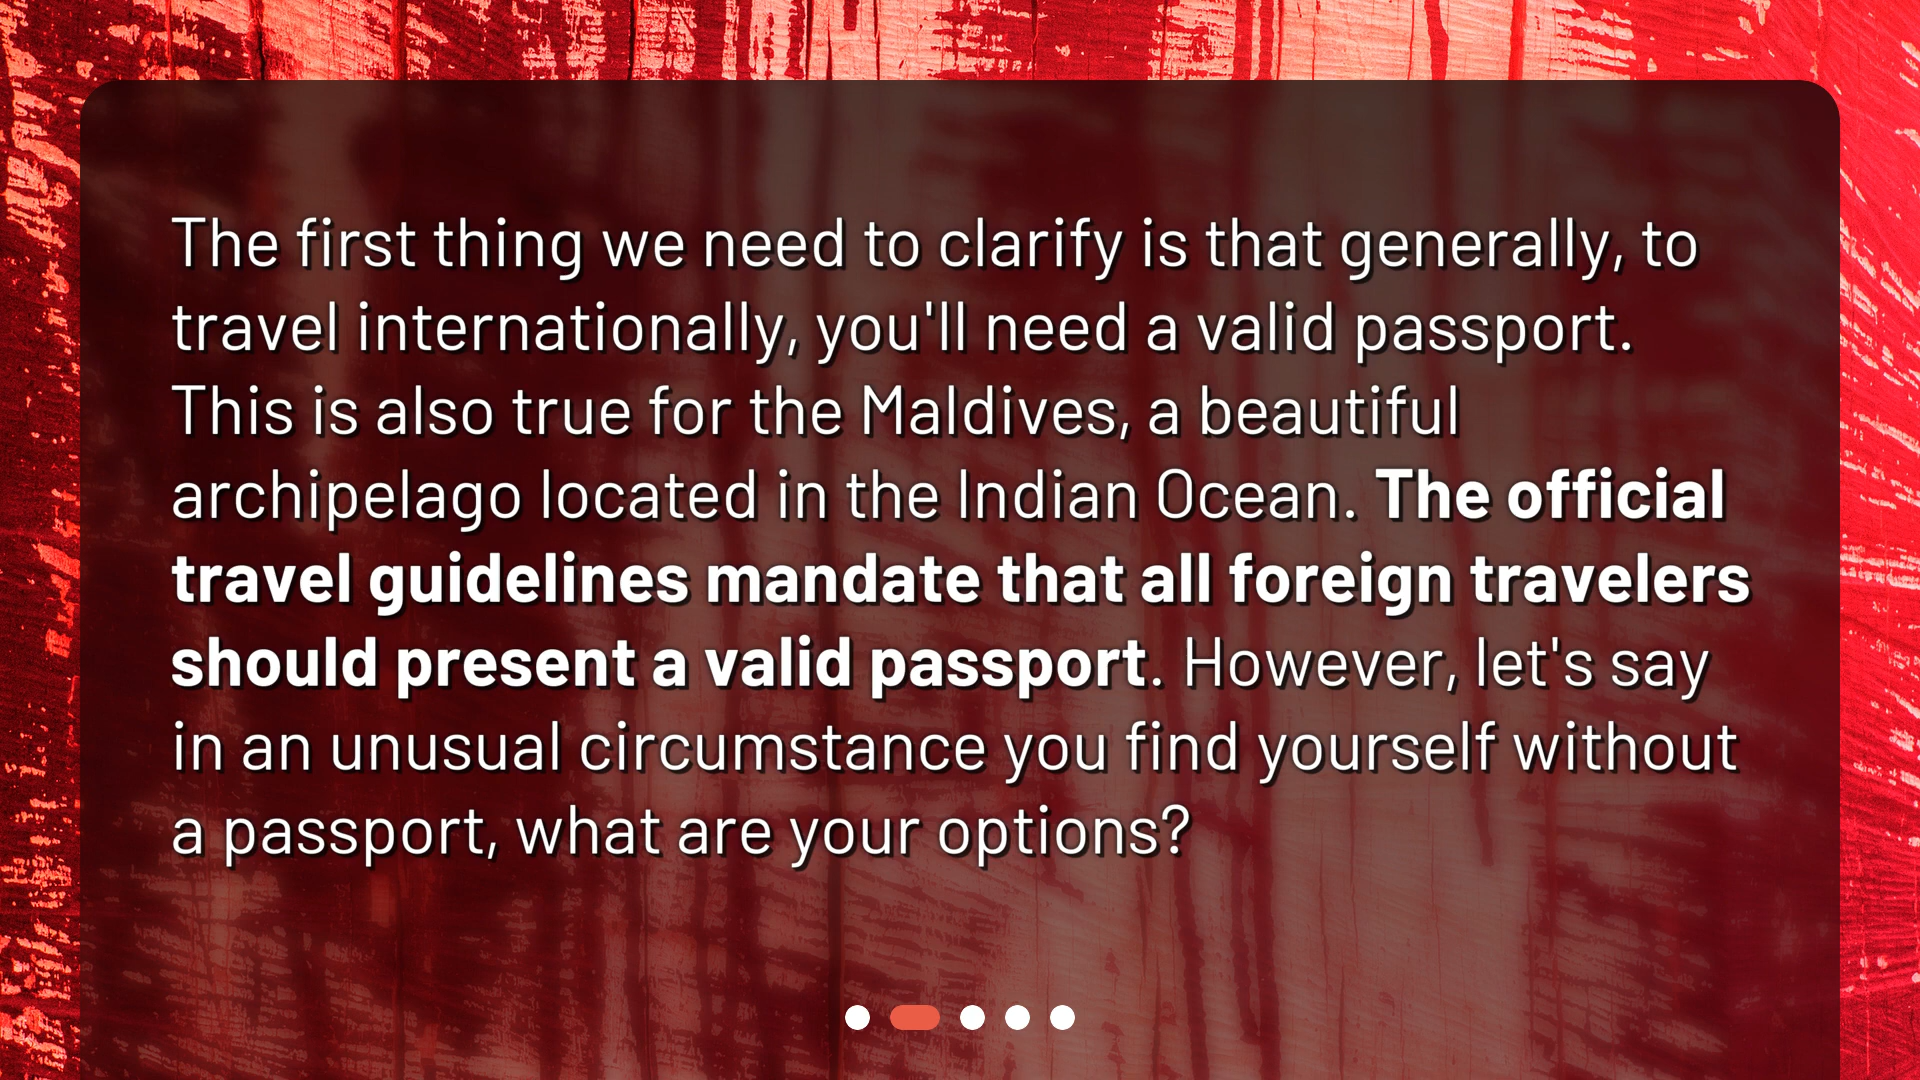 The first thing we need to clarify is that generally, to
travel internationally, you'll need a valid passport.
This is also true for the Maldives, a beautiful
archipelago located in the Indian Ocean. The official
travel guidelines mandate that all foreign travelers
should present a valid passport. However, let's say
in an unusual circumstance you find yourself without
a passport, what are your options?